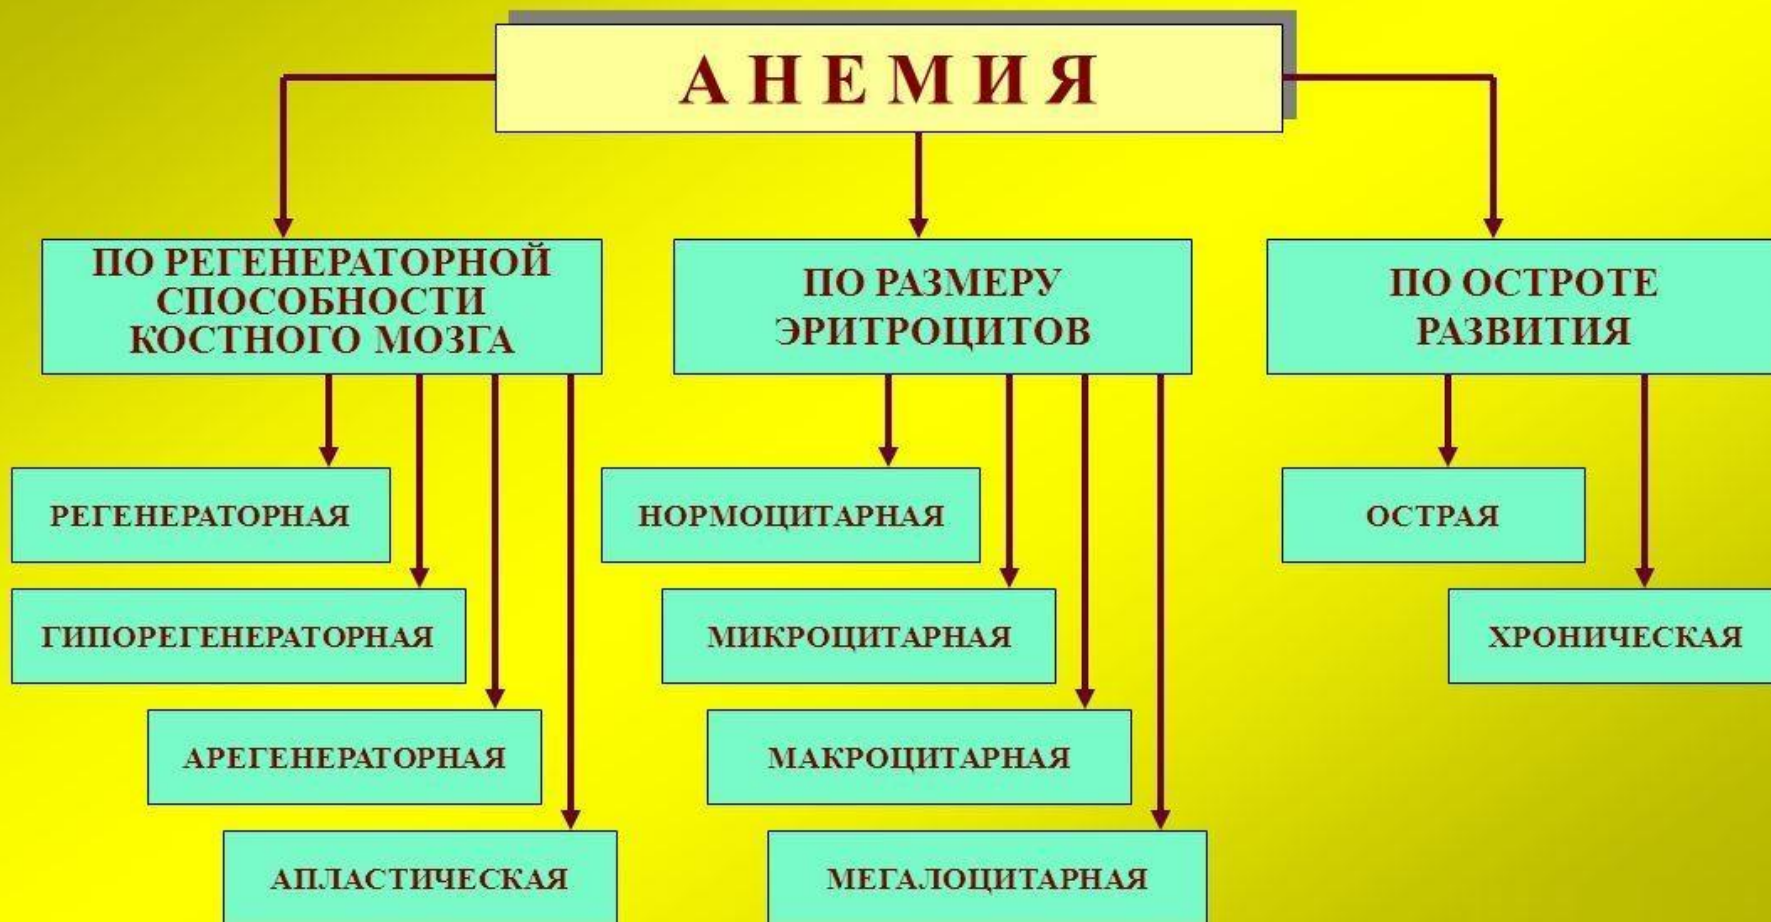 АНЕМИЯ
ПО РЕГЕНЕРАТОРНОЙ
СПОСОБНОСТИ
КОСТНОГО МОЗГА
РЕГЕНЕРАТОРНАЯ
ГИПОРЕГЕНЕРАТОРНАЯ
АРЕГЕНЕРАТОРНАЯ
АПЛАСТИЧЕСКАЯ
ПО РАЗМЕРУ
ЭРИТРОЦИТОВ
НОРМОЦИТАРНАЯ
МИКРОЦИТАРНАЯ
МАКРОЦИТАРНАЯ
МЕГАЛОЦИТАРНАЯ
ПО ОСТРОТЕ
РАЗВИТИЯ
ОСТРАЯ
ХРОНИЧЕСКАЯ